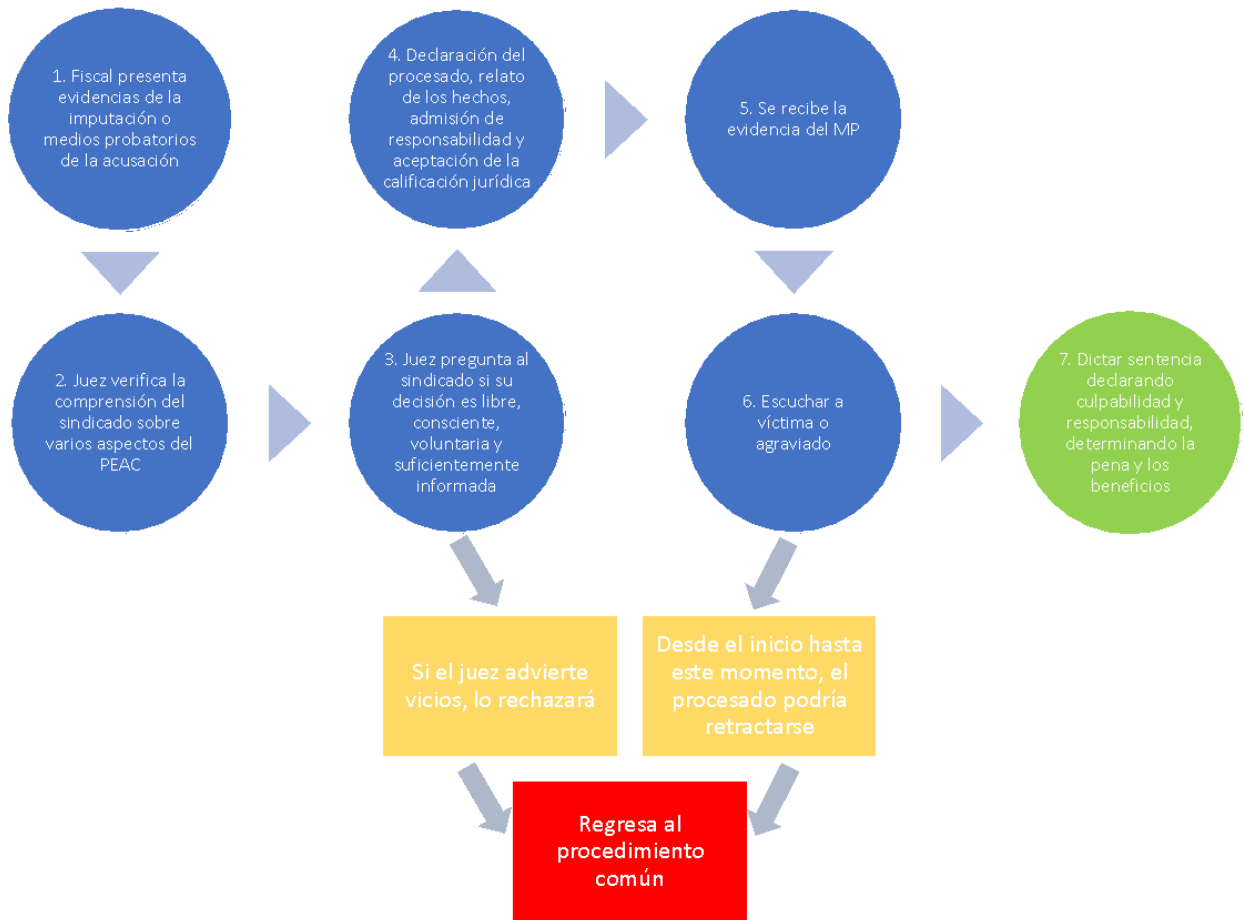 1. Fiscal presenta
evidencias de la
imputación o
medios probatorios
de la acusación
2. Juez verifica la
comprensión del
sindicado sobre
varios aspectos del
PEAC
3. Juez pregunta al
sindicado si su
decisión es libre,
consciente,
voluntaria y
suficientemente
informada
4. Declaración del
procesado, relato
de los hechos,
admisión de
responsabilidad y
aceptación de la
calificación jurídica
5. Se recibe la
evidencia del MP
6. Escuchar a
víctima o
agraviado
7. Dictar sentencia
declarando
culpabilidad y
responsabilidad,
determinando la
pena y los
beneficios
Si el juez advierte
vicios, lo rechazará
Desde el inicio hasta
este momento, el
procesado podría
retractarse
Regresa al
procedimiento
común